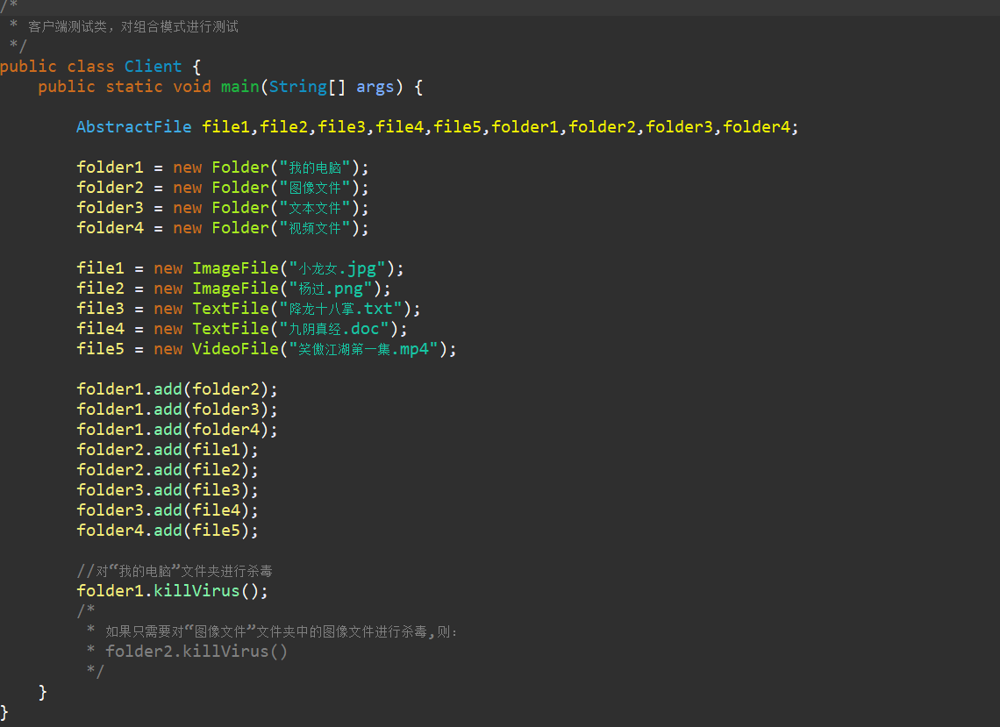 /*
 * 客户端测试类，对组合模式进行测试
 */
public class Client {
    public static void main(String[] args) {
        AbstractFile file1,file2,file3,file4,file5,folder1,folder2,folder3,folder4;
        folder1 = new Folder("我的电脑");
        folder2 = new Folder("图像文件");
        folder3 = new Folder("文本文件");
        folder4 = new Folder("视频文件");
        file1 = new ImageFile("小龙女.jpg");
        file2 = new ImageFile("杨过.png");
        file3 = new TextFile("降龙十八掌.txt");
        file4 = new TextFile("九阴真经.doc");
        file5 = new VideoFile("笑傲江湖第一集.mp4");
        folder1.add(folder2);
        folder1.add(folder3);
        folder1.add(folder4);
        folder2.add(file1);
        folder2.add(file2);
        folder3.add(file3);
        folder3.add(file4);
        folder4.add(file5);
        //对“我的电脑”文件夹进行杀毒
        folder1.killVirus();
        /*
         * 如果只需要对“图像文件”文件夹中的图像文件进行杀毒,则：
         * folder2.killVirus()
         */
    }
}